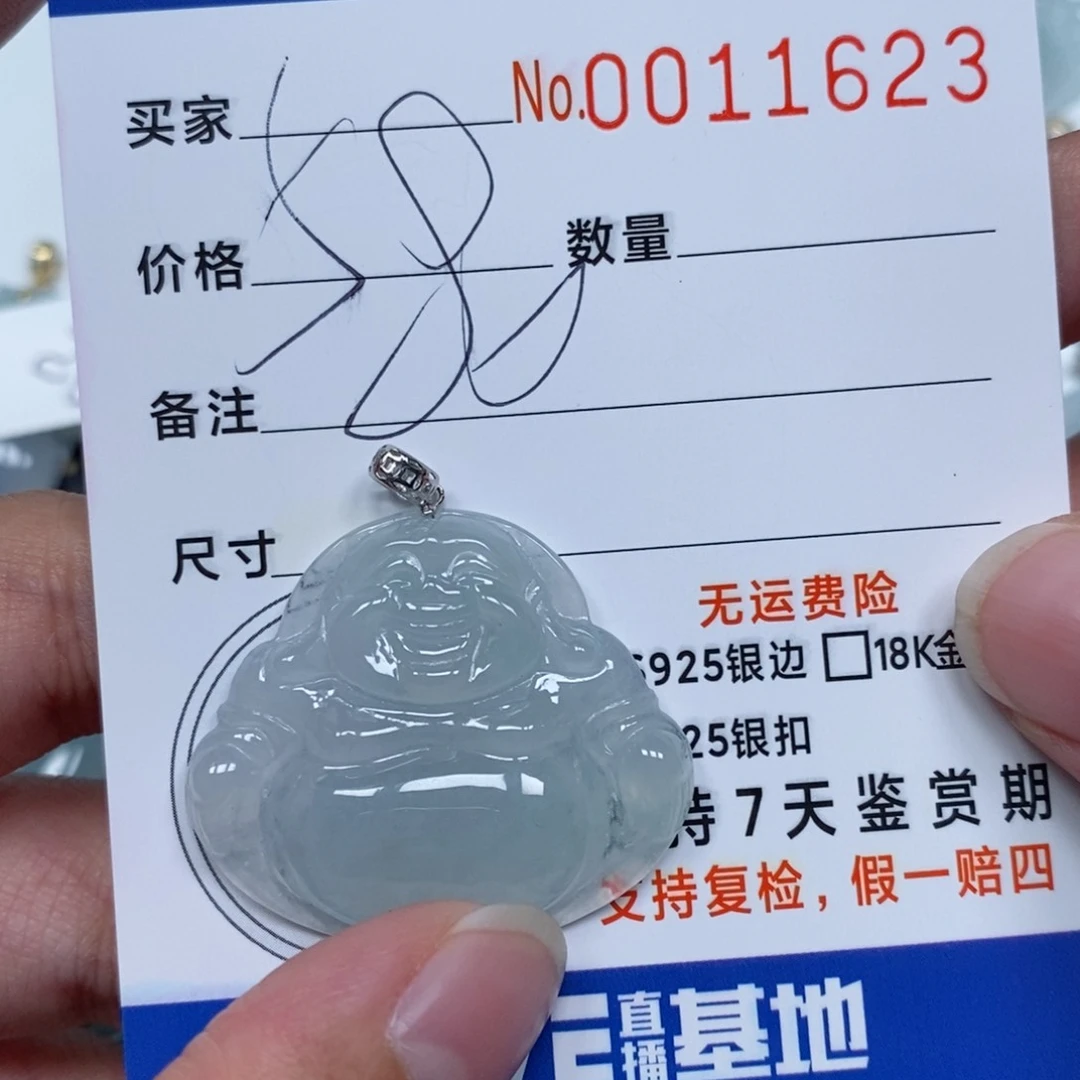 买家 No.0011623
价格 数量
备注
尺寸
无运费险
S925银边 □18K金
25银扣
持7天鉴赏期
支持复检，假一赔四
直播基地